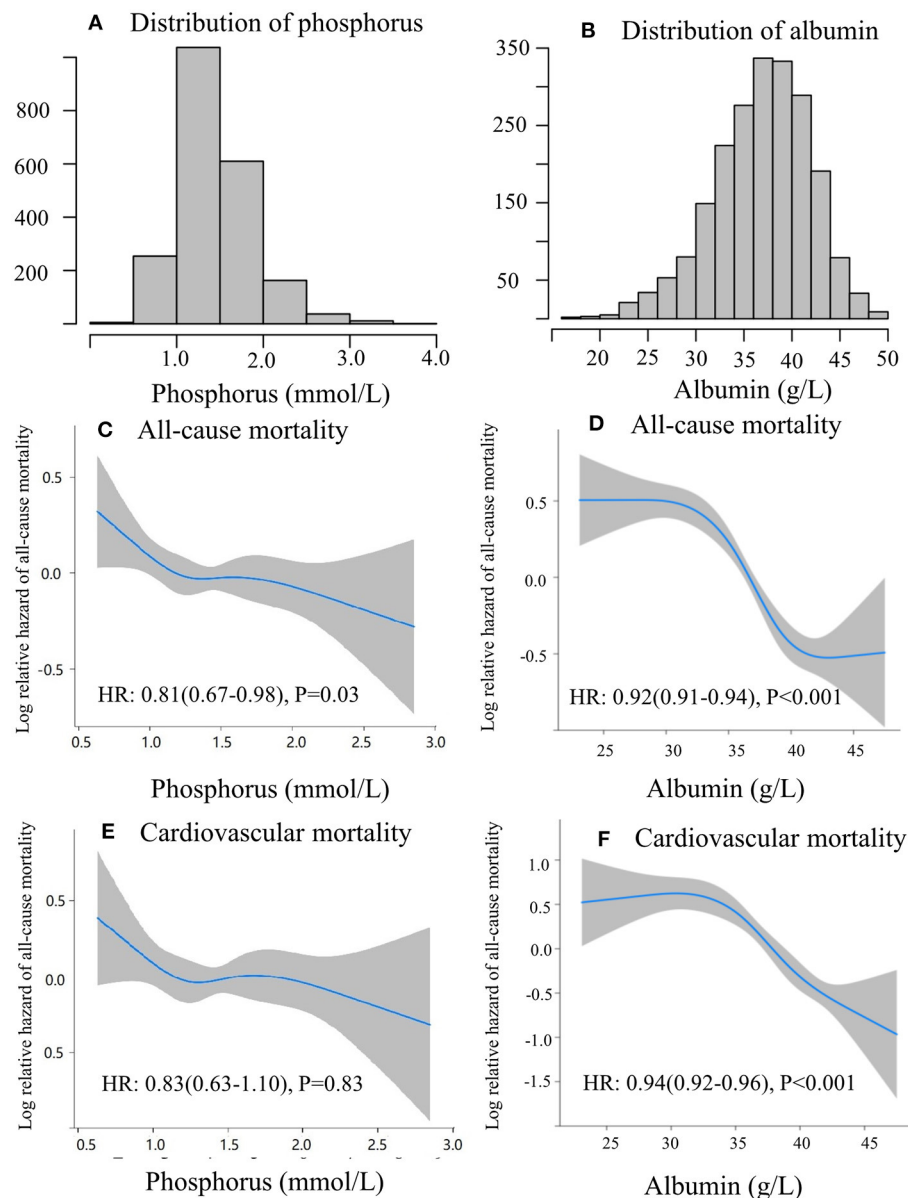 A Distribution of phosphorus
800
600
400
200
1.0 2.0 3.0 4.0
Phosphorus (mmol/L)
B Distribution of albumin
350
250
150
50
20 25 30 35 40 45 50
Albumin (g/L)
C All-cause mortality
Log relative hazard of all-cause mortality
0.5
0.0
-0.5
HR: 0.81(0.67-0.98), P=0.03
0.5 1.0 1.5 2.0 2.5 3.0
Phosphorus (mmol/L)
D All-cause mortality
Log relative hazard of all-cause mortality
0.5
0.0
-0.5
HR: 0.92(0.91-0.94), P<0.001
25 30 35 40 45
Albumin (g/L)
E Cardiovascular mortality
Log relative hazard of all-cause mortality
0.5
0.0
0.5
HR: 0.83(0.63-1.10), P=0.83
0.5 1.0 1.5 2.0 2.5 3.0
Phosphorus (mmol/L)
F Cardiovascular mortality
Log relative hazard of all-cause mortality
1.0
0.5
0.0
-0.5
-1.0
-1.5
HR: 0.94(0.92-0.96), P<0.001
25 30 35 40 45
Albumin (g/L)